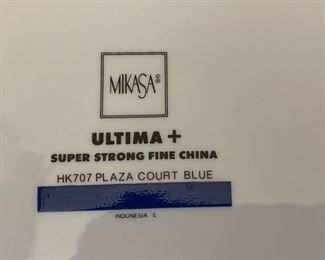 MIKASA ©®
ULTIMA +
SUPER STRONG FINE CHINA
HK707 PLAZA COURT BLUE
INDONESIA E